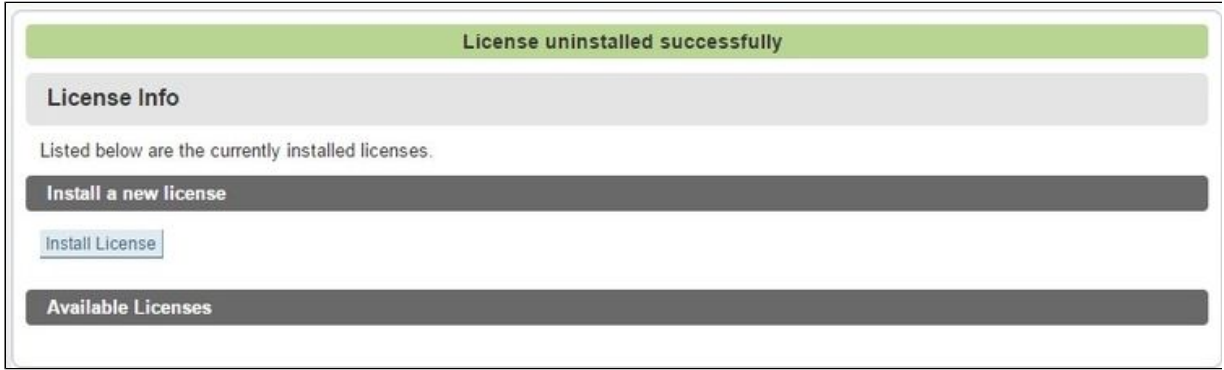 License uninstalled successfully
License Info
Listed below are the currently installed licenses.
Install a new license
Install License
Available Licenses